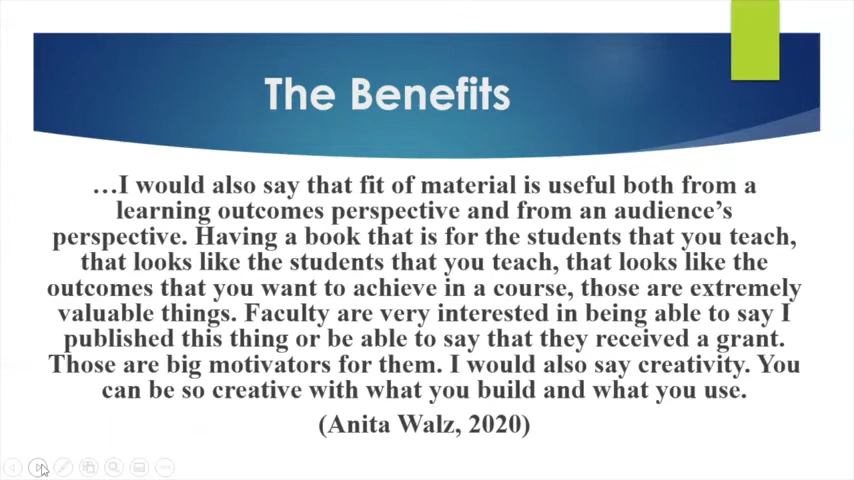 The Benefits
…I would also say that fit of material is useful both from a
learning outcomes perspective and from an audience’s
perspective. Having a book that is for the students that you teach,
that looks like the students that you teach, that looks like the
outcomes that you want to achieve in a course, those are extremely
valuable things. Faculty are very interested in being able to say I
published this thing or be able to say that they received a grant.
Those are big motivators for them. I would also say creativity. You
can be so creative with what you build and what you use.
(Anita Walz, 2020)